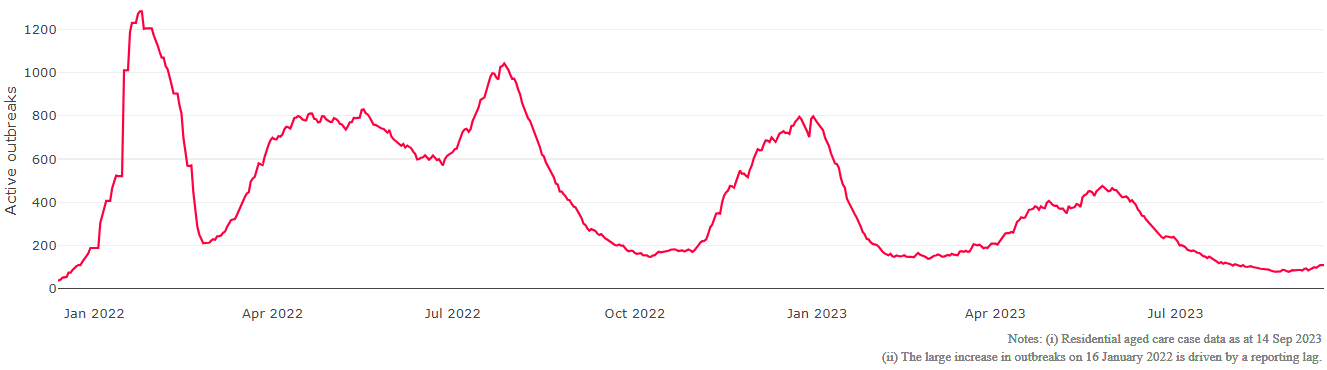 Active outbreaks
1200
1000
800
600
400
200
0
Jan 2022 Apr 2022 Jul 2022 Oct 2022 Jan 2023 Apr 2023 Jul 2023
Notes: (i) Residential aged care case data as at 14 Sep 2023
(ii) The large increase in outbreaks on 16 January 2022 is driven by a reporting lag.